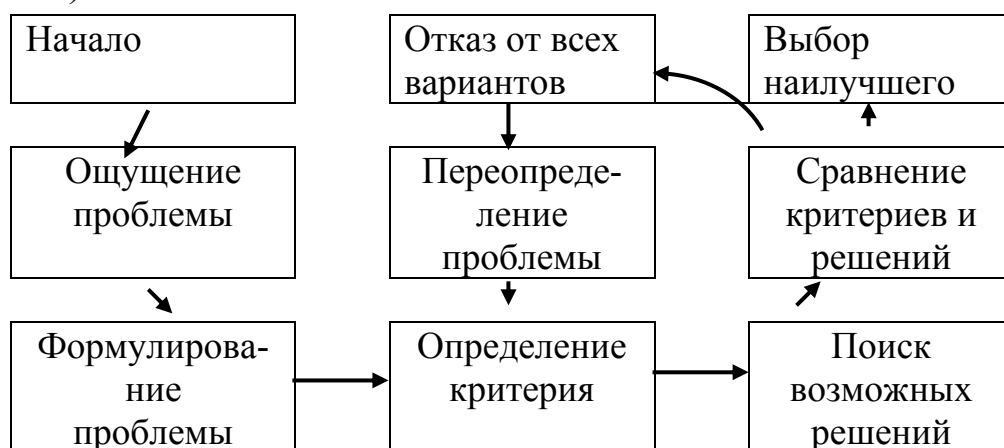 Начало
Отказ от всех
вариантов
Выбор
наилучшего
Ощущение
проблемы
Переопреде-
ление
проблемы
Сравнение
критериев и
решений
Формулирова-
ние
проблемы
Определение
критерия
Поиск
возможных
решений